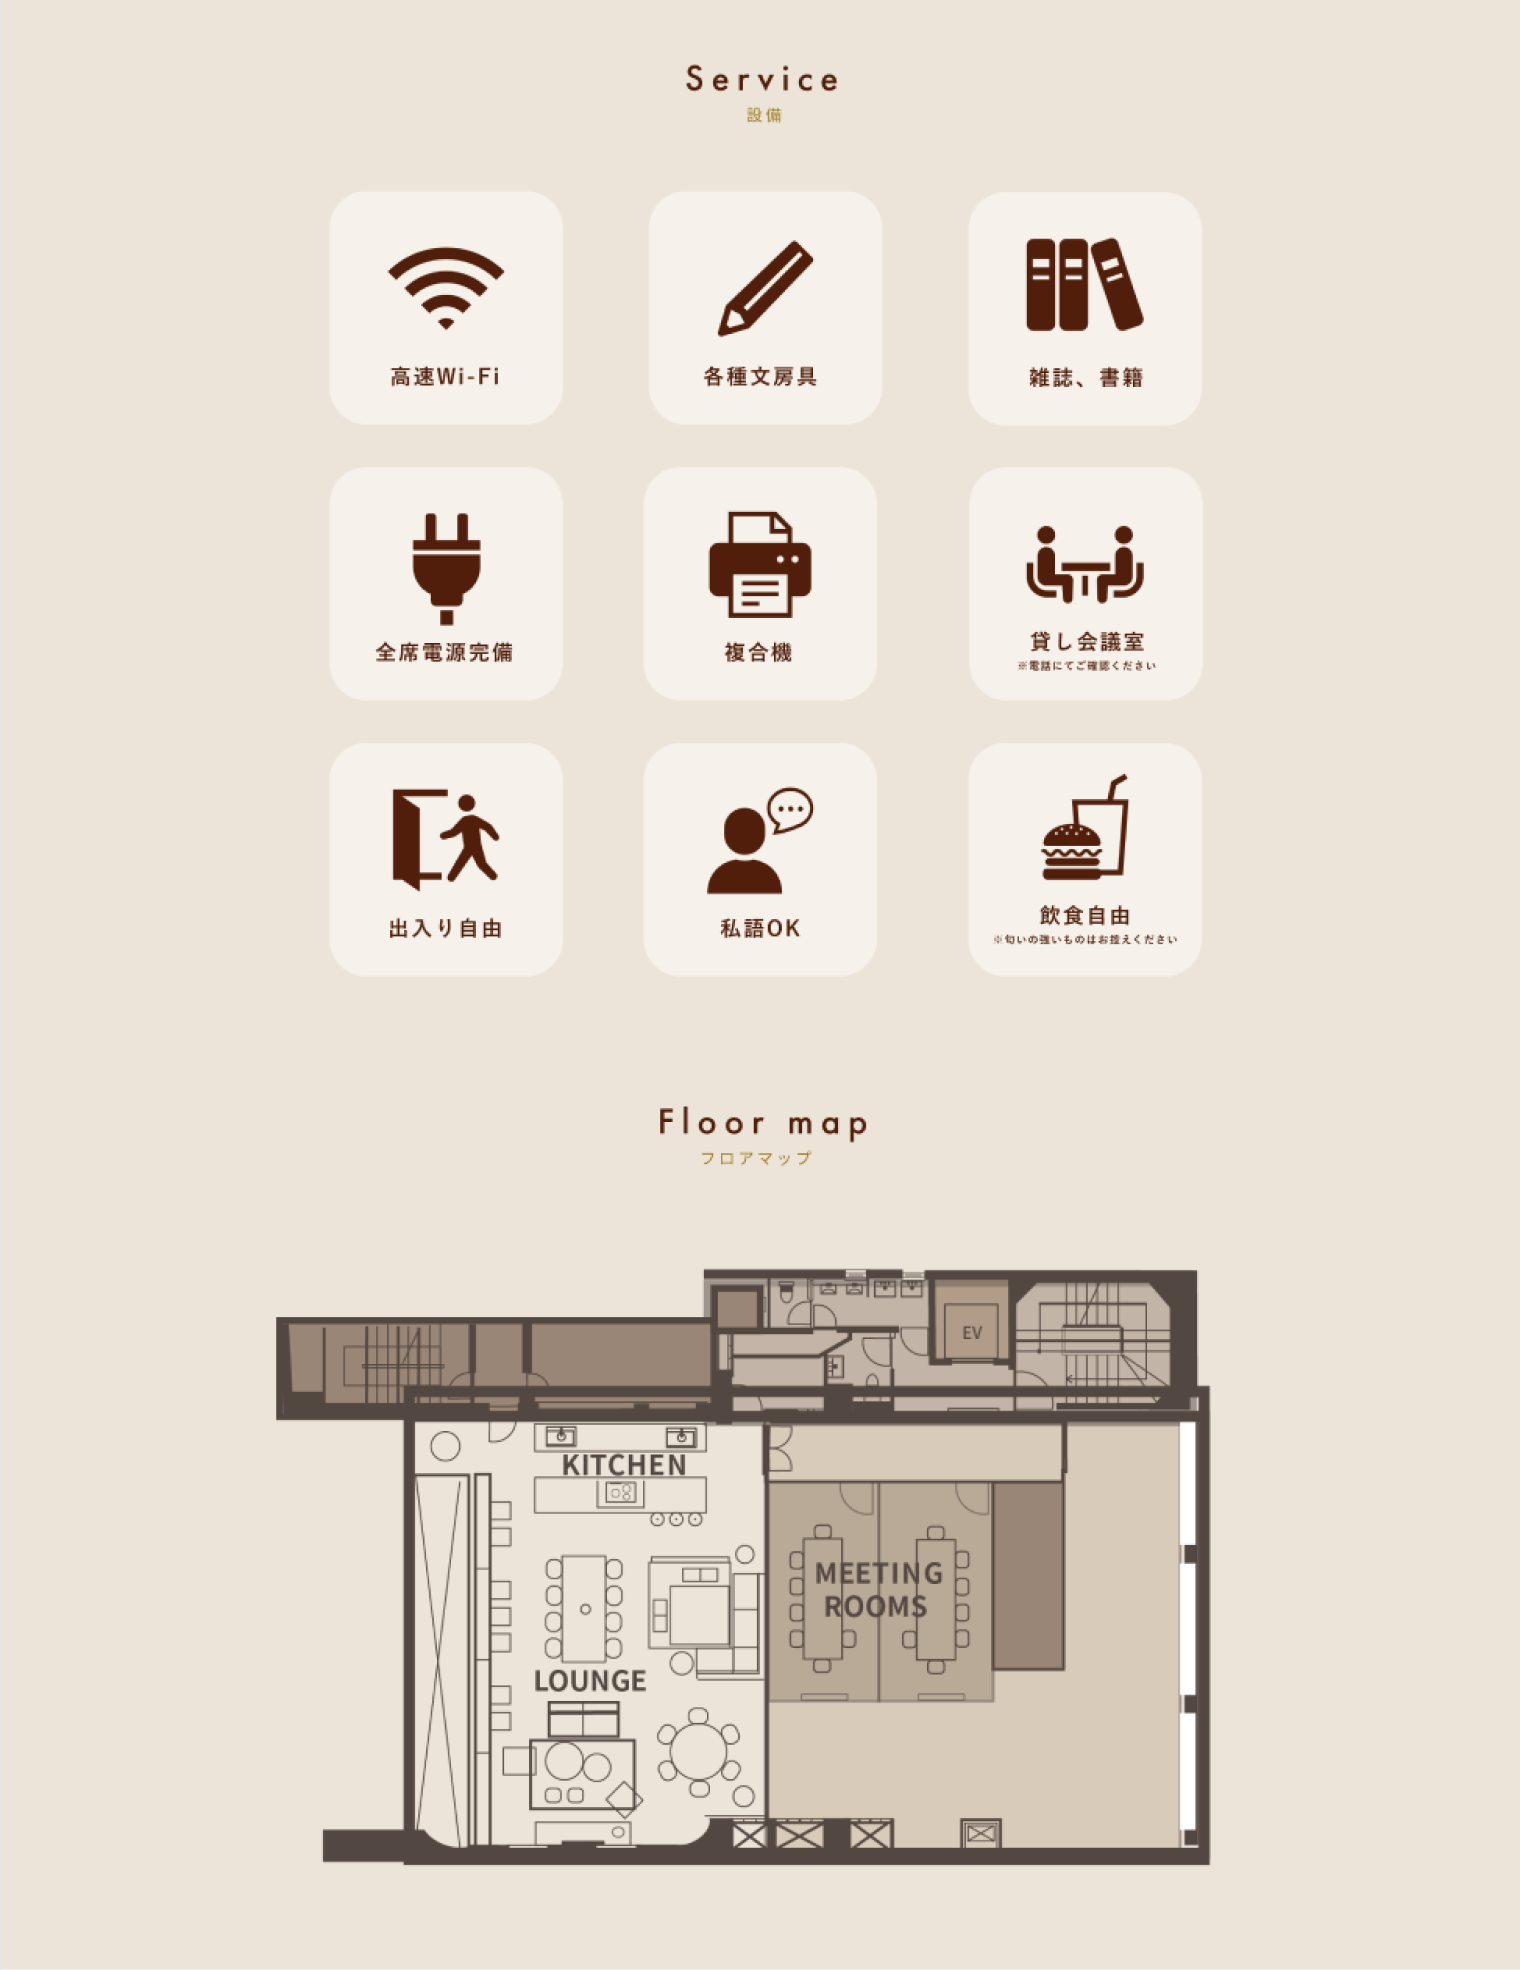 Service
設備
高速Wi-Fi
各種文房具
雑誌、書籍
全席電源完備
複合機
貸し会議室
※電話にてご確認ください
出入り自由
私語OK
飲食自由
※匂いの強いものはお控えください
Floor map
フロアマップ
EV
KITCHEN
MEETING
ROOMS
LOUNGE